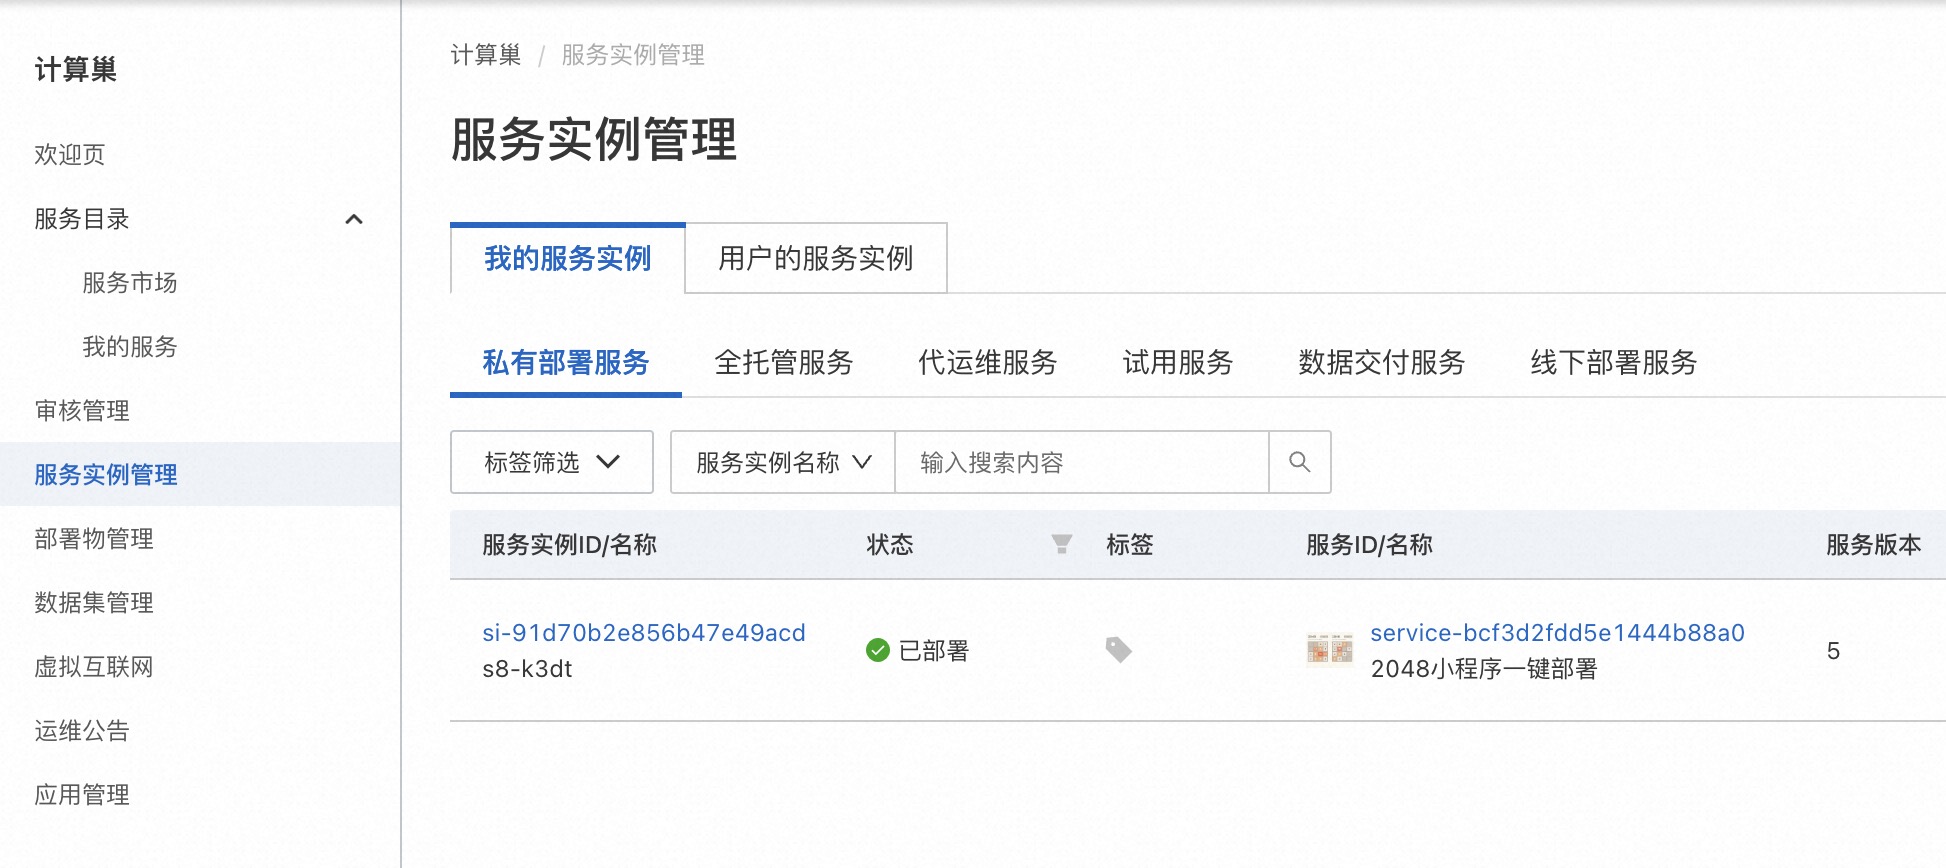 计算巢
欢迎页
服务目录
服务市场
我的服务
审核管理
服务实例管理
部署物管理
数据集管理
虚拟互联网
运维公告
应用管理
计算巢 / 服务实例管理
服务实例管理
我的服务实例 用户的服务实例
私有部署服务 全托管服务 代运维服务 试用服务 数据交付服务 线下部署服务
标签筛选 服务实例名称 输入搜索内容
服务实例ID/名称 状态 标签 服务ID/名称 服务版本
si-91d70b2e856b47e49acd 已部署 service-bcf3d2fdd5e1444b88a0 5
s8-k3dt 2048小程序一键部署